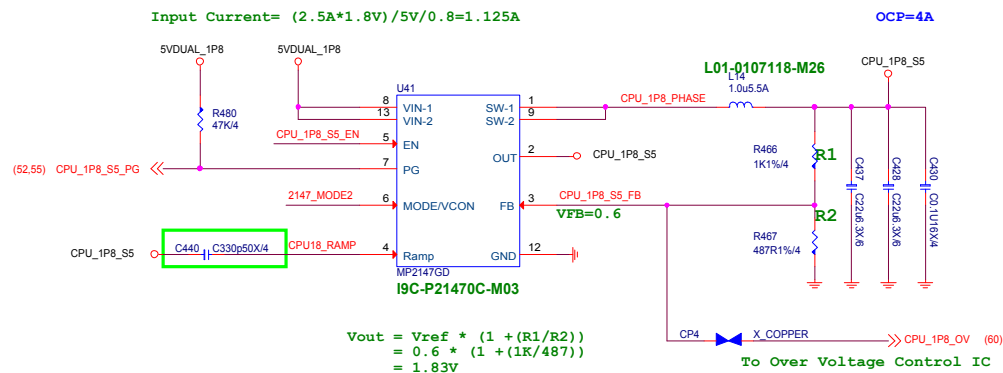 Input Current= (2.5A*1.8V)/5V/0.8=1.125A
OCP=4A
5VDUAL_1P8
5VDUAL_1P8
CPU_1P8_S5
L01-0107118-M26
L14
1.0u5.5A
U41
R480
47K/4
8
13
VIN-1
VIN-2
SW-1
SW-2
1
9
CPU_1P8_PHASE
CPU_1P8_S5_EN
5
EN
OUT
2
CPU_1P8_S5
R466
1K1%/4
R1
C437
C22u6.3X/6
C428
C22u6.3X/6
C430
C0.1U16X/4
(52,55) CPU_1P8_S5_PG
7
PG
2147_MODE2
6
MODE/VCON
FB
3
CPU_1P8_S5_FB
VFB=0.6
R2
R467
487R1%/4
CPU_1P8_S5
C440
C330p50X/4
CPU18_RAMP
4
Ramp
GND
12
MP2147GD
I9C-P21470C-M03
Vout = Vref * (1 +(R1/R2))
= 0.6 * (1 +(1K/487))
= 1.83V
CP4
X_COPPER
CPU_1P8_OV (60)
To Over Voltage Control IC